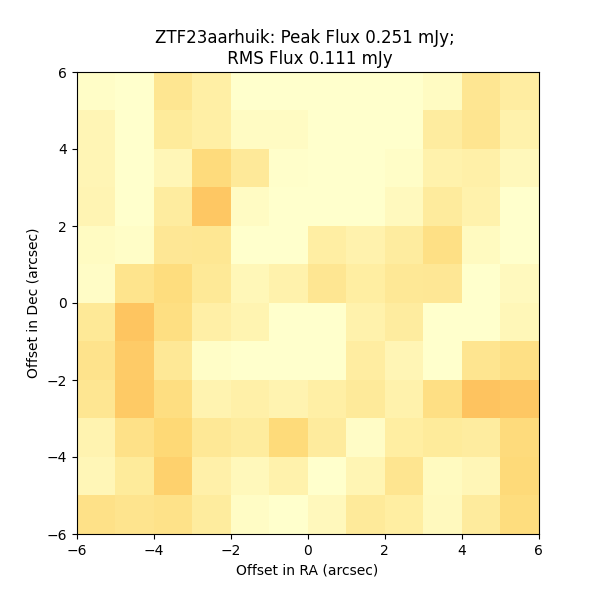 ZTF23aarhuik: Peak Flux 0.251 mJy;
RMS Flux 0.111 mJy
6
4
2
0
−2
−4
−6
Offset in Dec (arcsec)
−6 −4 −2 0 2 4 6
Offset in RA (arcsec)